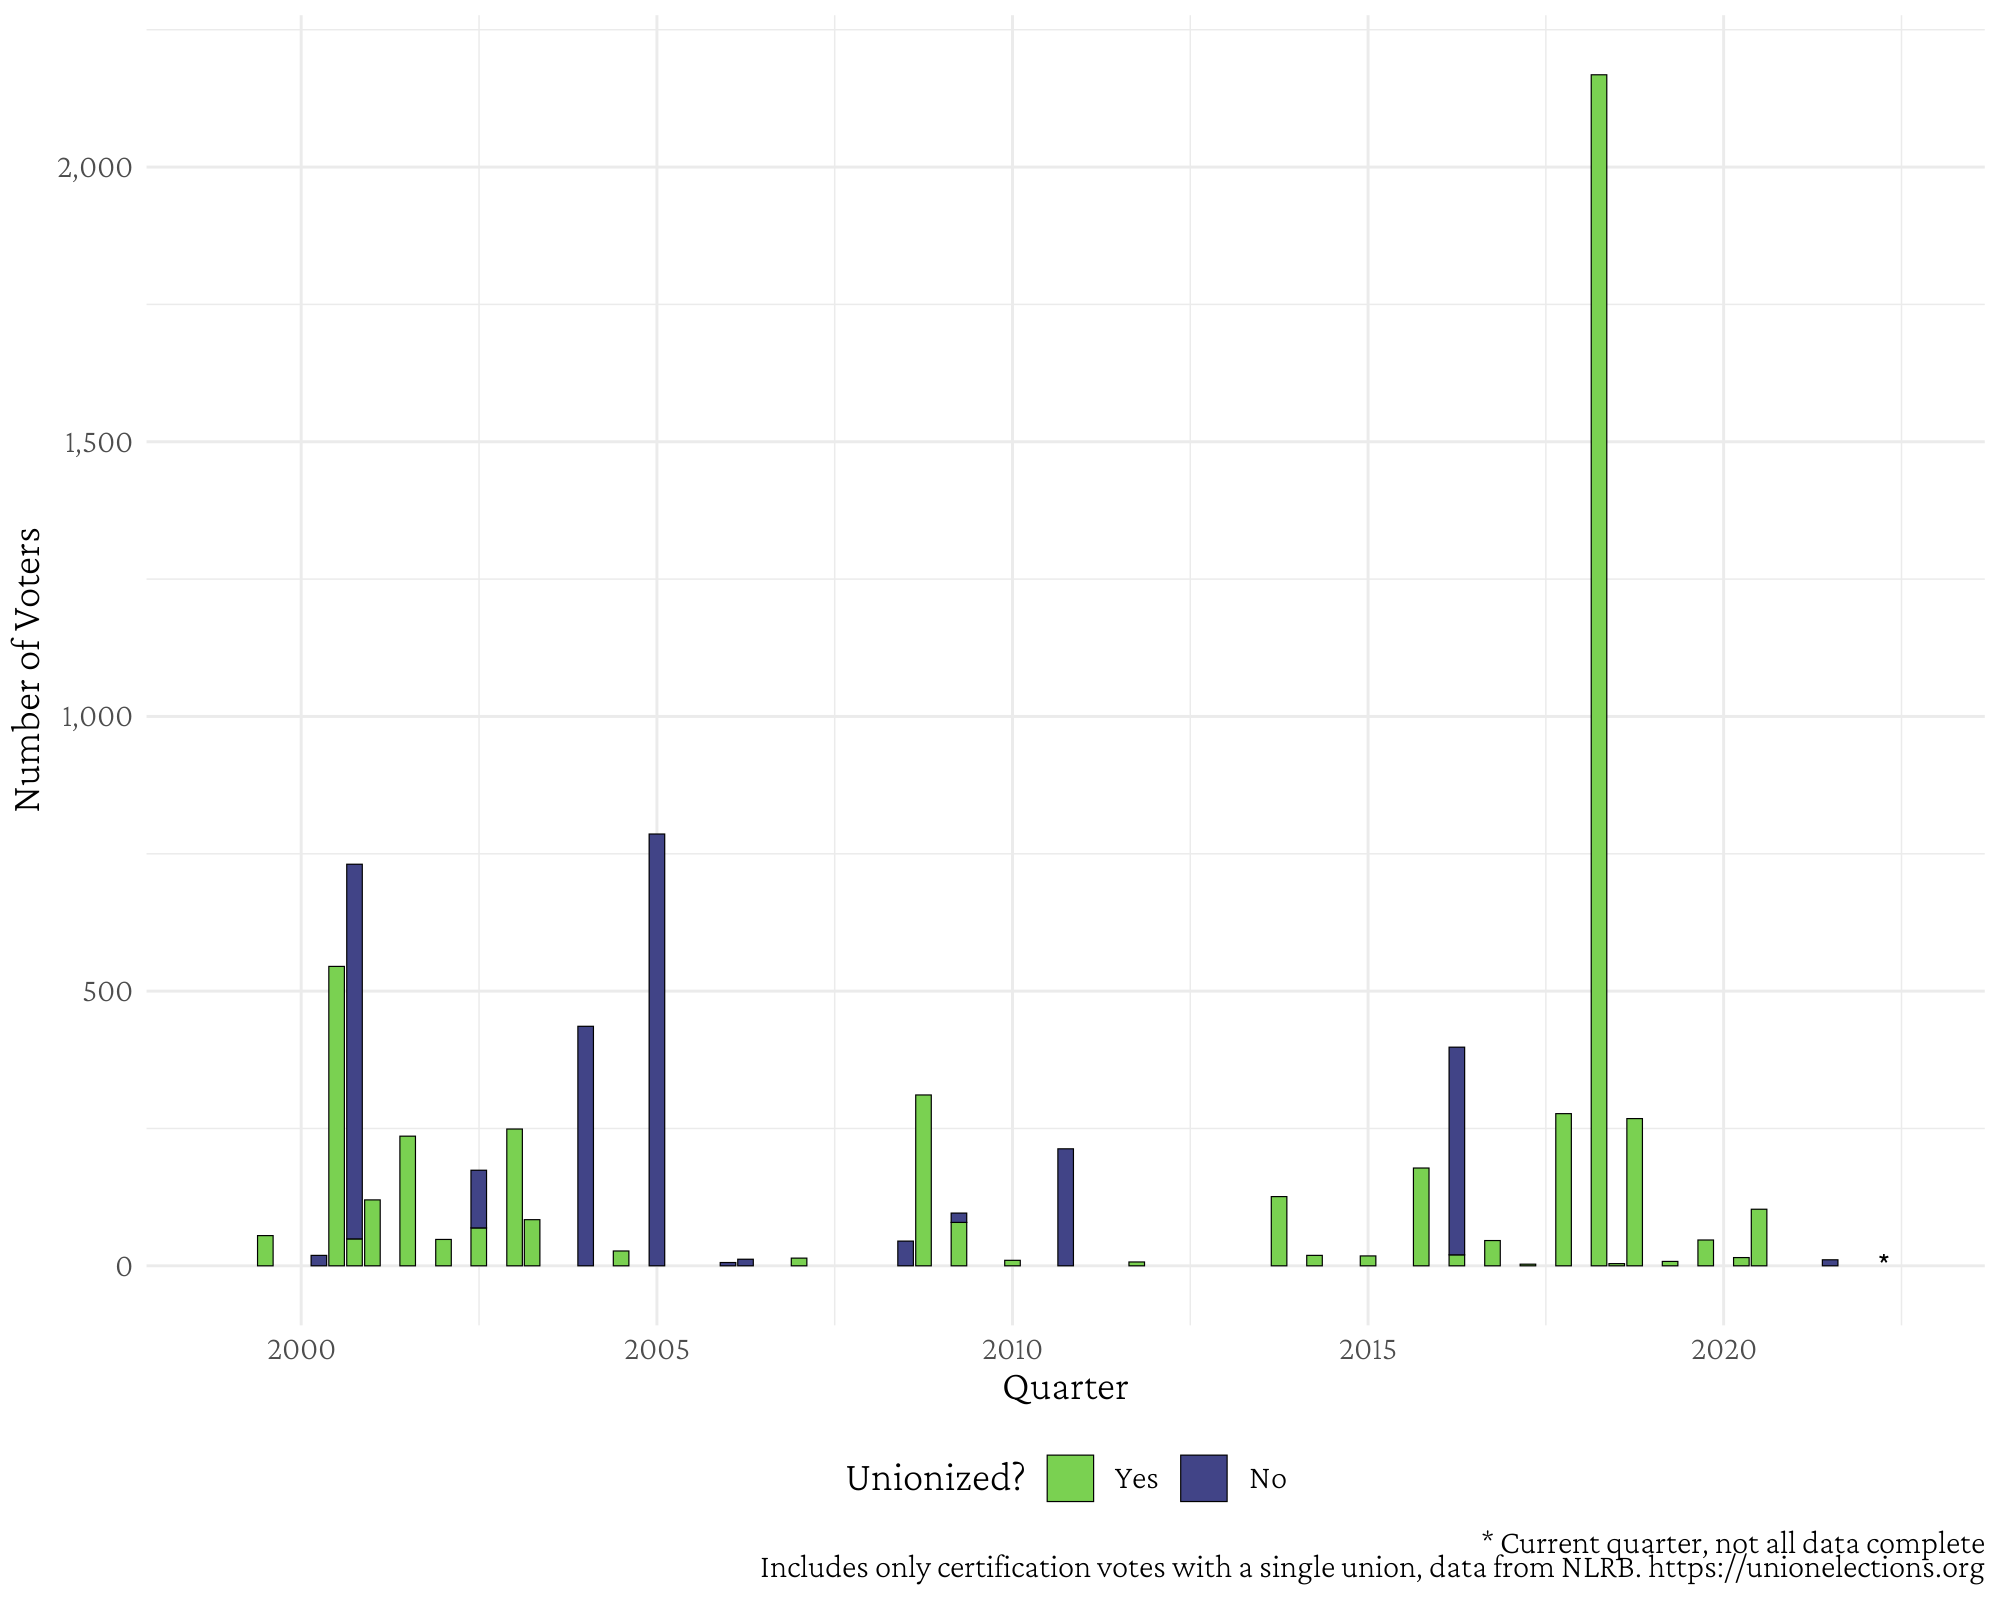 2,000
1,500
1,000
500
0
Number of Voters
*
2000 2005 2010 2015 2020
Quarter
Unionized? Yes No
* Current quarter, not all data complete
Includes only certification votes with a single union, data from NLRB. https://unionelections.org